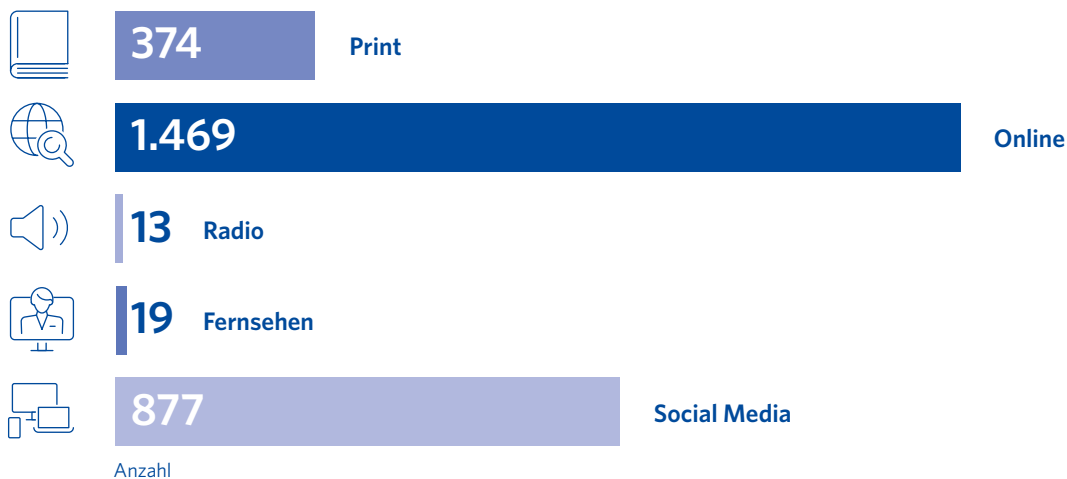 374 Print
1.469 Online
13 Radio
19 Fernsehen
877 Social Media
Anzahl